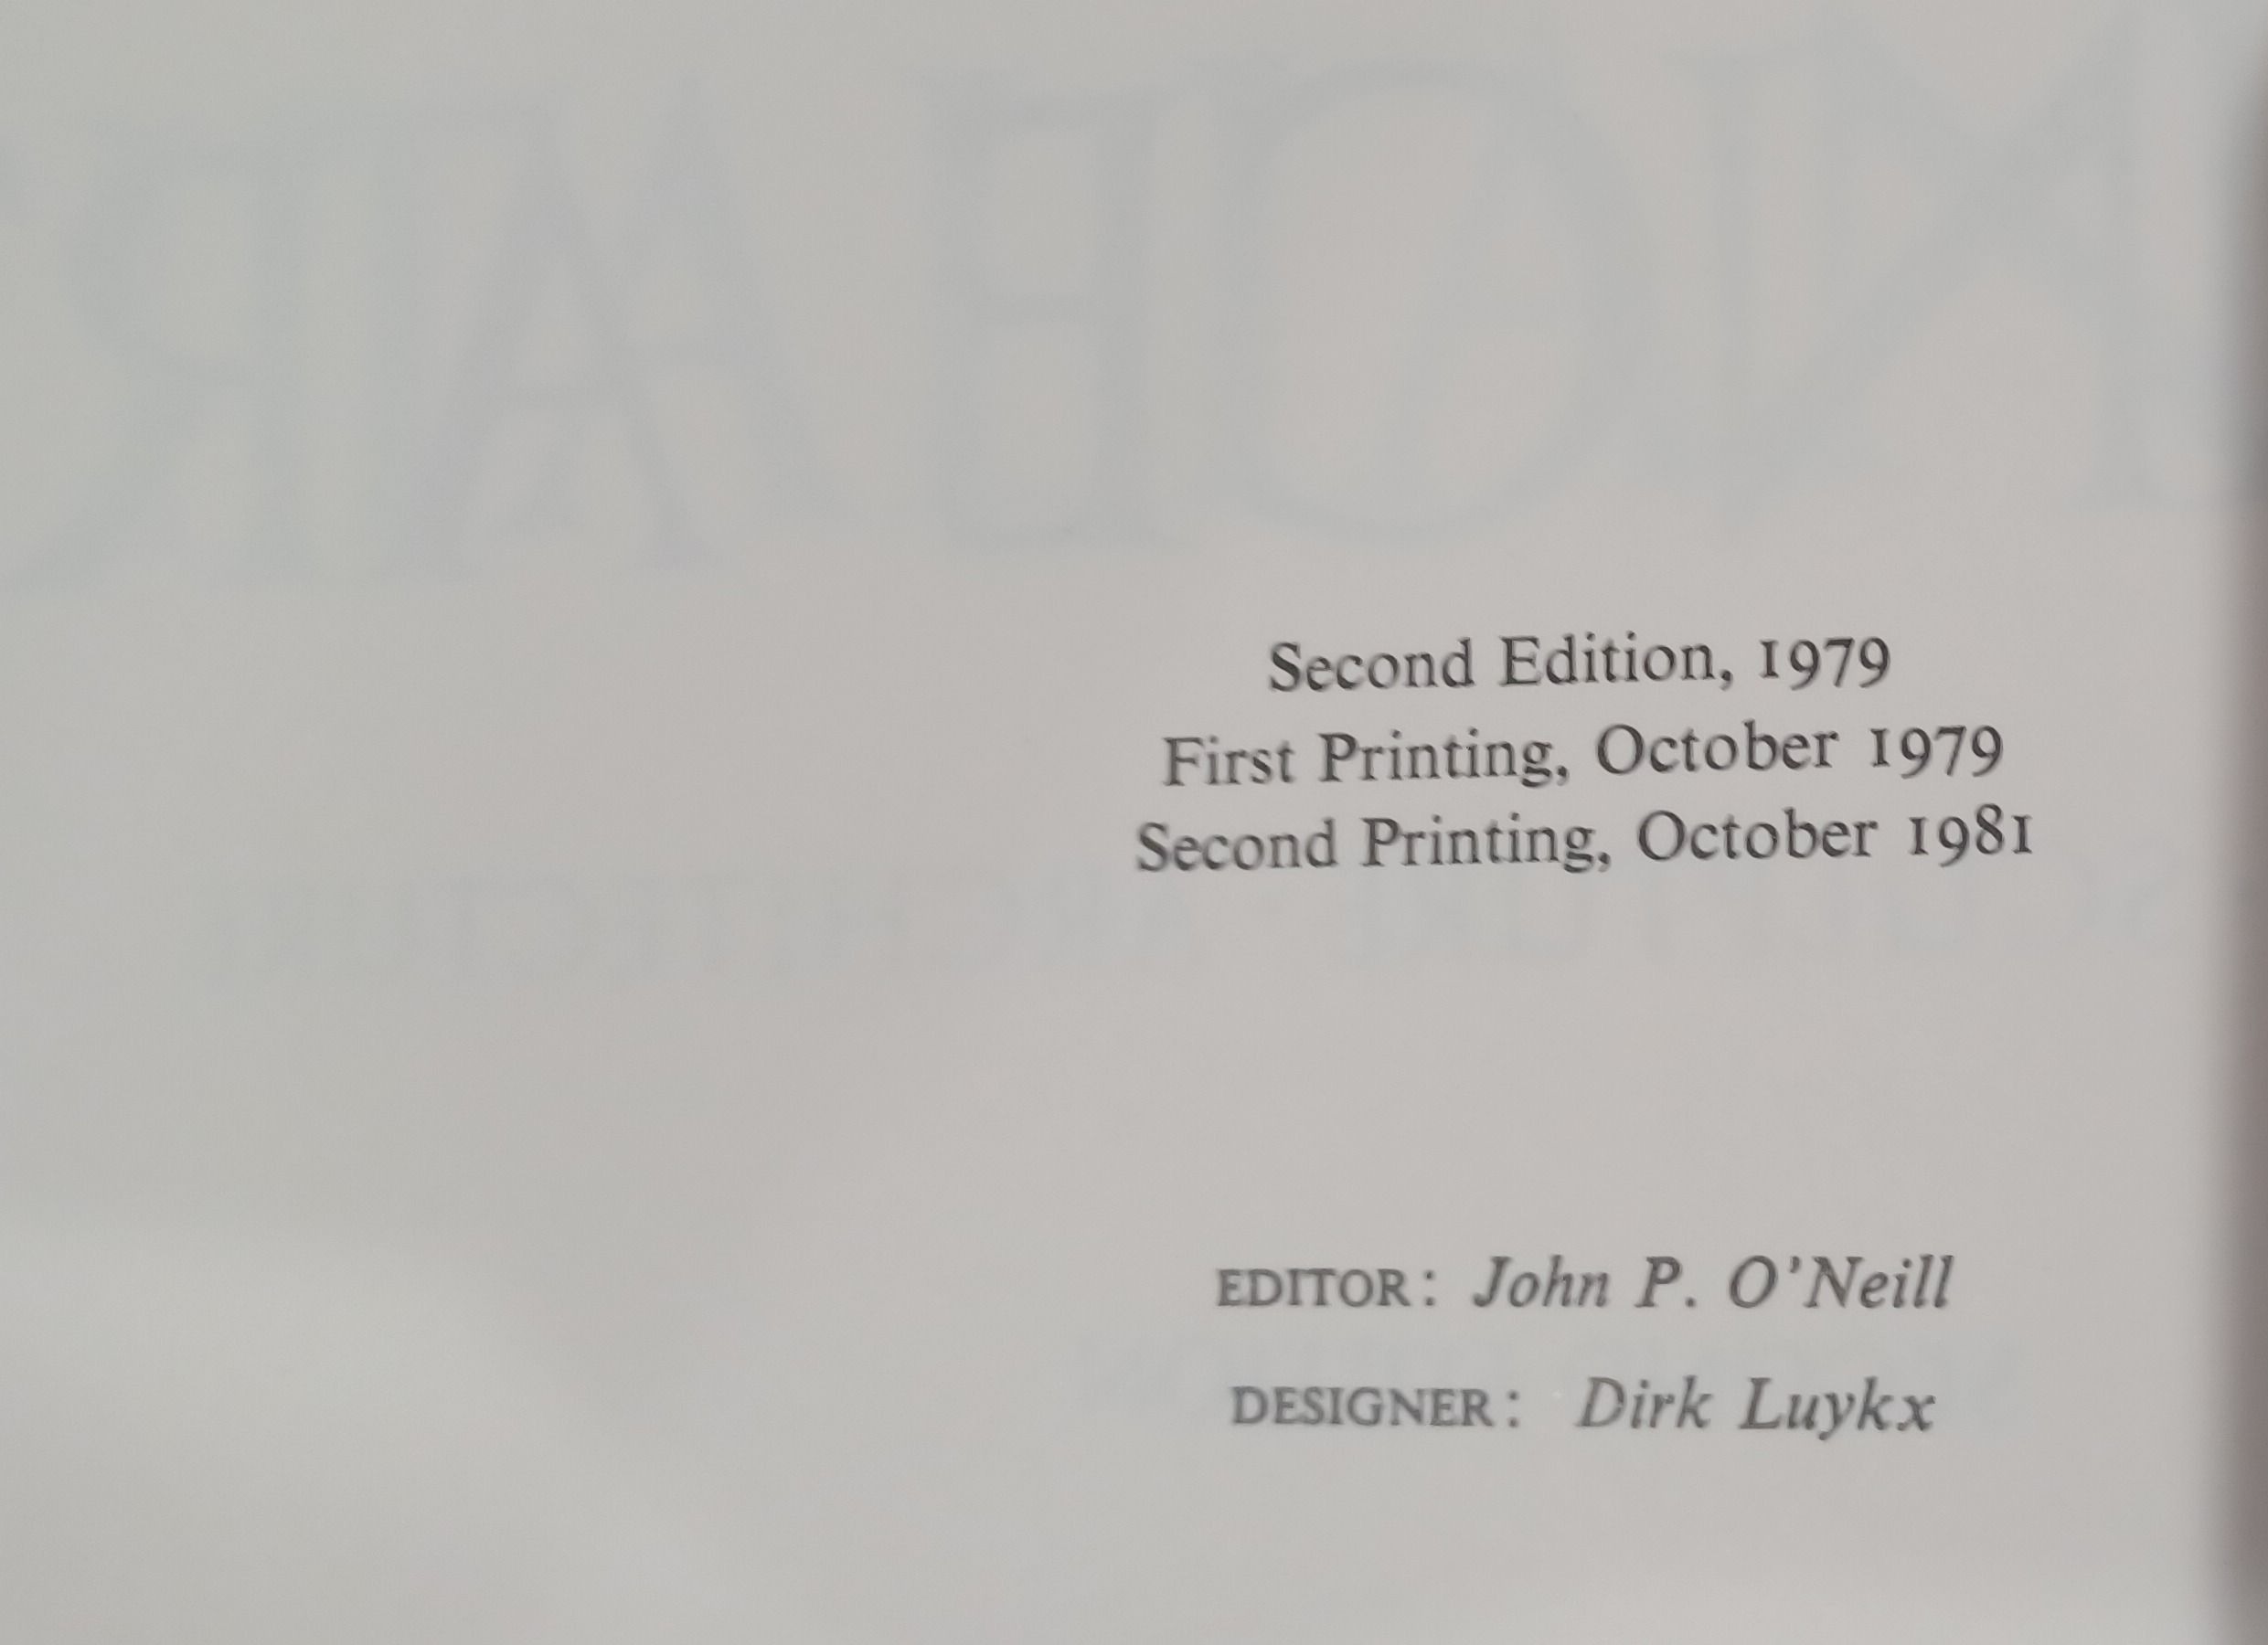 Second Edition, 1979
First Printing, October 1979
Second Printing, October 1981
EDITOR: John P. O'Neill
DESIGNER: Dirk Luykx